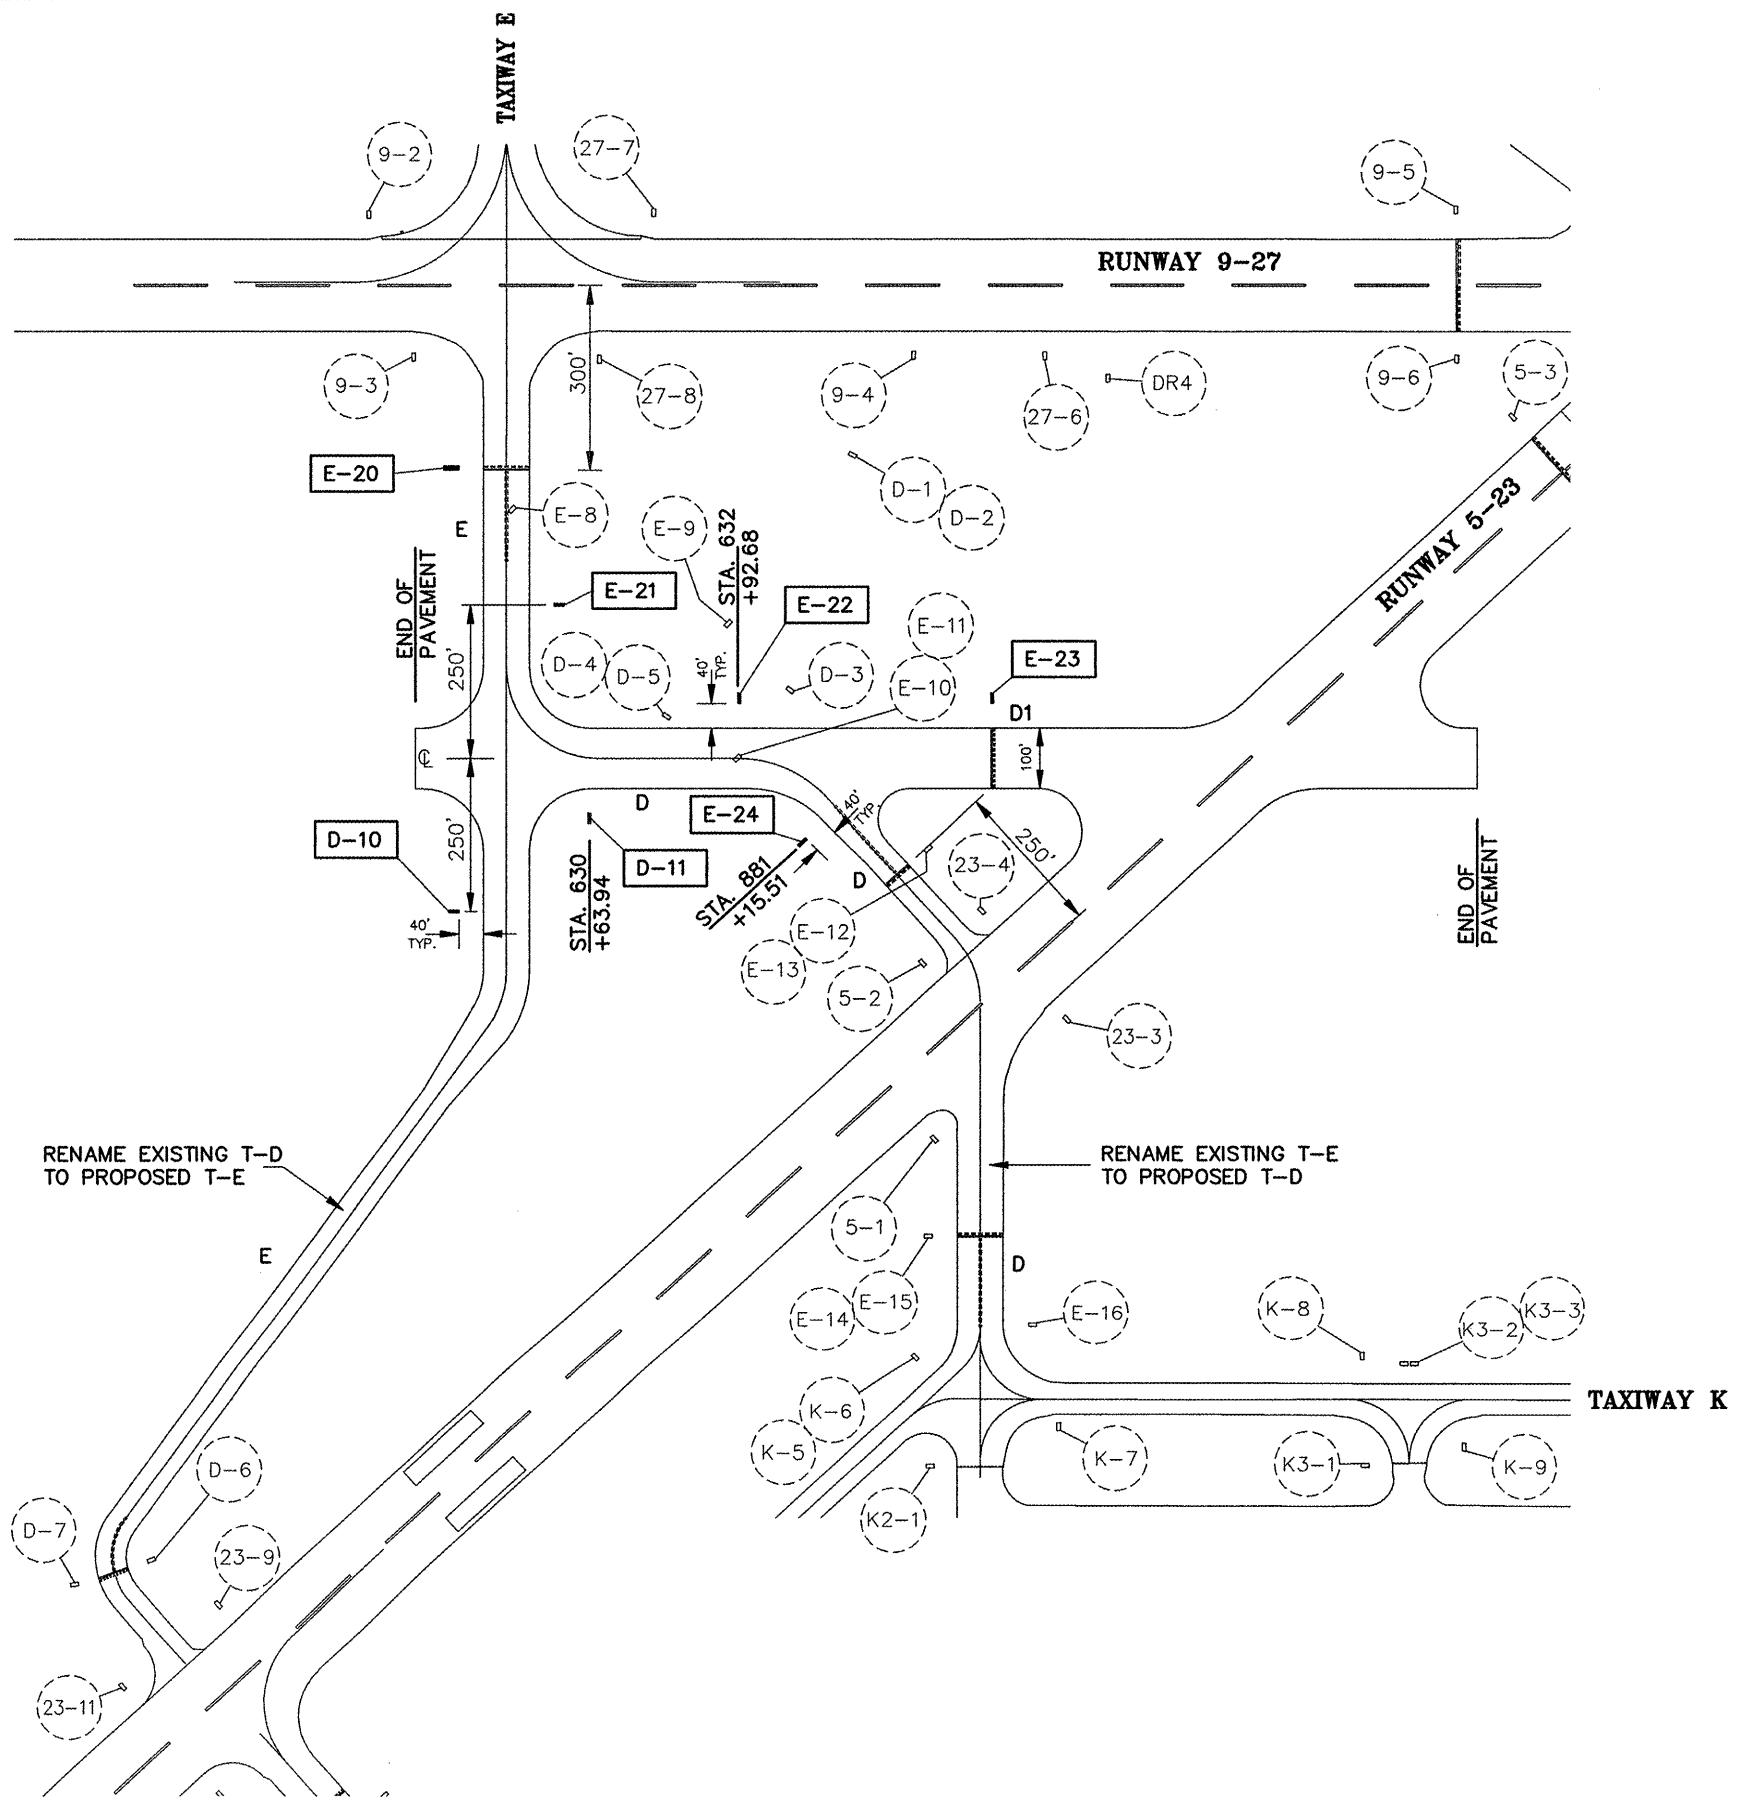 TAXIWAY E
9-2
27-7
9-5
RUNWAY 9-27
300'
9-3
27-8
9-4
27-6
DR4
9-6
5-3
E-20
E-8
E-9
D-1
D-2
E
STA. 632
+92.68
RUNWAY 5-23
END OF
PAVEMENT
E-21
E-22
E-11
250'
D-4
D-5
40'
TYP.
D-3
E-10
E-23
D1
℄
100'
D
E-24
40'
TYP.
250'
D-10
250'
D-11
STA. 881
+15.51
D
23-4
END OF
PAVEMENT
40'
TYP.
STA. 630
+63.94
E-12
E-13
5-2
23-3
RENAME EXISTING T-D
TO PROPOSED T-E
RENAME EXISTING T-E
TO PROPOSED T-D
5-1
E
D
E-14
E-15
E-16
K-8
K3-2
K3-3
K-6
K-5
TAXIWAY K
K-7
K3-1
K-9
K2-1
D-6
D-7
23-9
23-11